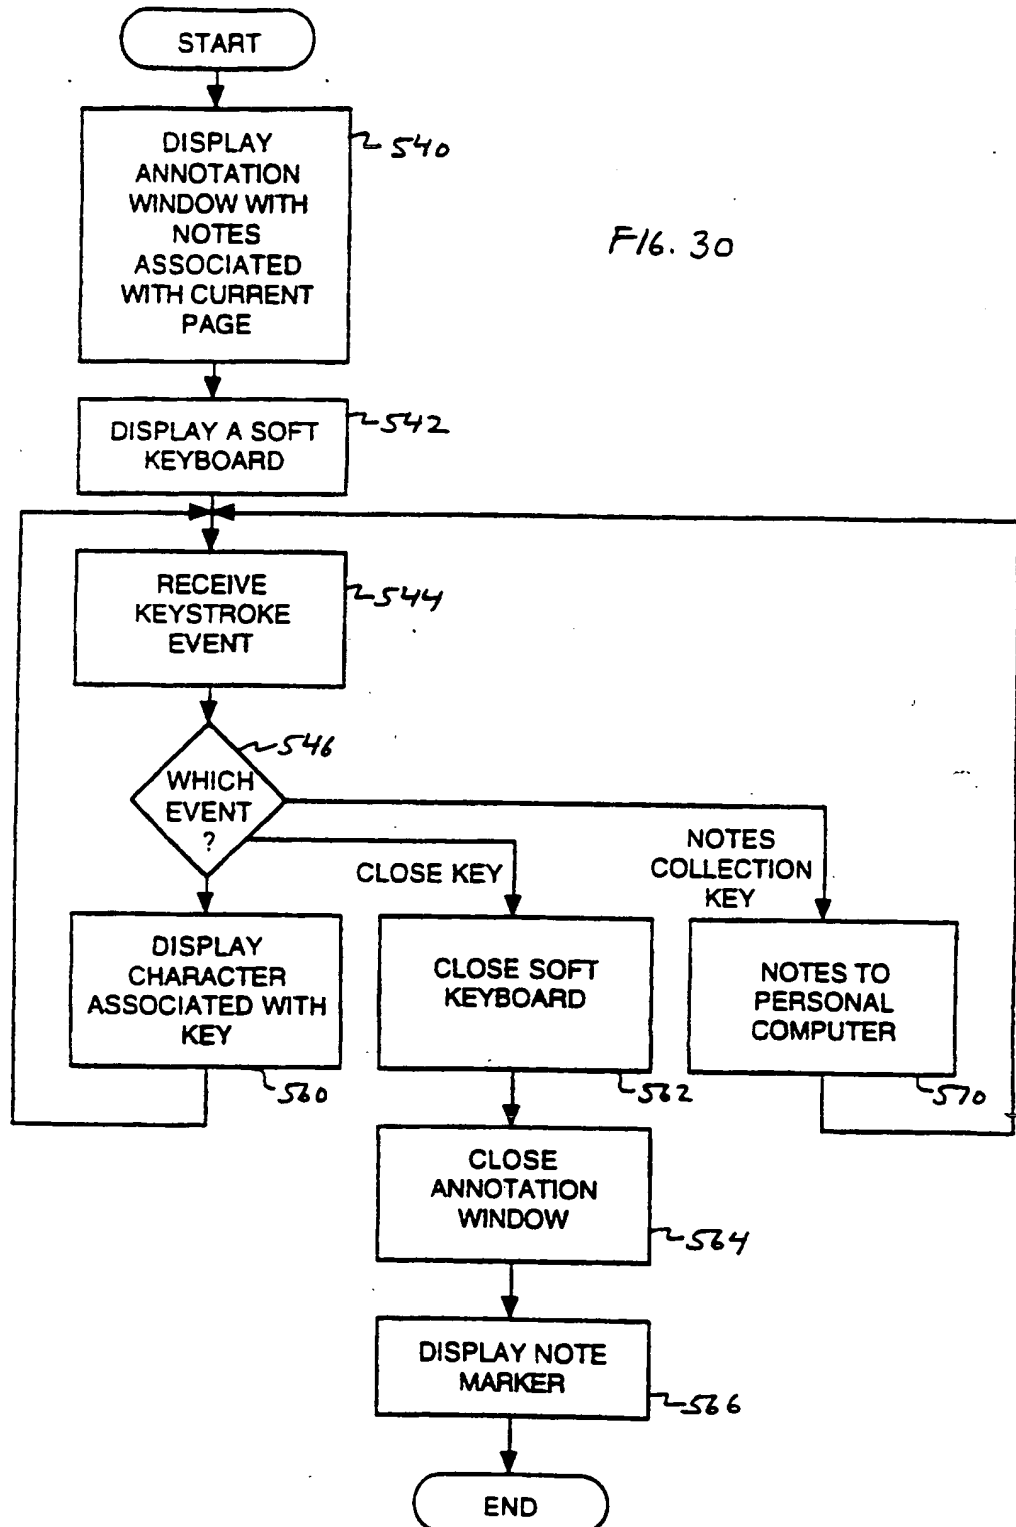 START
DISPLAY
ANNOTATION
WINDOW WITH
NOTES
ASSOCIATED
WITH CURRENT
PAGE
540
FIG. 30
DISPLAY A SOFT
KEYBOARD
542
RECEIVE
KEYSTROKE
EVENT
544
WHICH
EVENT
?
546
CLOSE KEY
NOTES
COLLECTION
KEY
DISPLAY
CHARACTER
ASSOCIATED WITH
KEY
560
CLOSE SOFT
KEYBOARD
562
NOTES TO
PERSONAL
COMPUTER
570
CLOSE
ANNOTATION
WINDOW
564
DISPLAY NOTE
MARKER
566
END